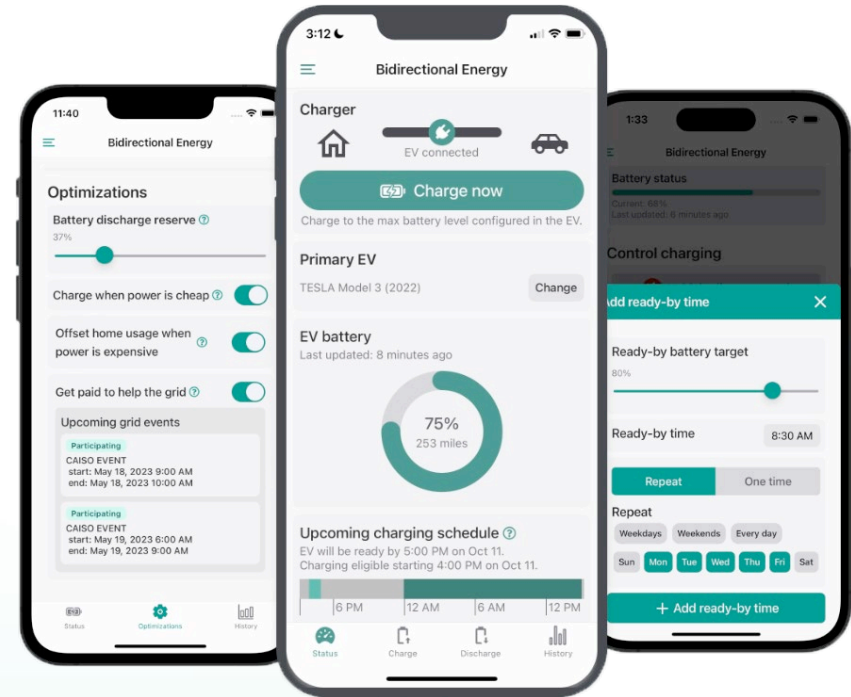 11:40
Bidirectional Energy
Optimizations
Battery discharge reserve ?
37%
Charge when power is cheap ?
Offset home usage when
power is expensive ?
Get paid to help the grid ?
Upcoming grid events
Participating
CAISO EVENT
start: May 18, 2023 9:00 AM
end: May 18, 2023 10:00 AM
Participating
CAISO EVENT
start: May 19, 2023 6:00 AM
end: May 19, 2023 9:00 AM
Status
Optimizations
History
3:12
Bidirectional Energy
Charger
EV connected
Charge now
Charge to the max battery level configured in the EV.
Primary EV
TESLA Model 3 (2022)
Change
EV battery
Last updated: 8 minutes ago
75%
253 miles
Upcoming charging schedule ?
EV will be ready by 5:00 PM on Oct 11.
Charging eligible starting 4:00 PM on Oct 11.
6 PM
12 AM
6 AM
12 PM
Status
Charge
Discharge
History
1:33
Bidirectional Energy
Battery status
Current: 68%
Last updated: 6 minutes ago
Control charging
Add ready-by time
Ready-by battery target
80%
Ready-by time
8:30 AM
Repeat
One time
Repeat
Weekdays
Weekends
Every day
Sun
Mon
Tue
Wed
Thu
Fri
Sat
+ Add ready-by time